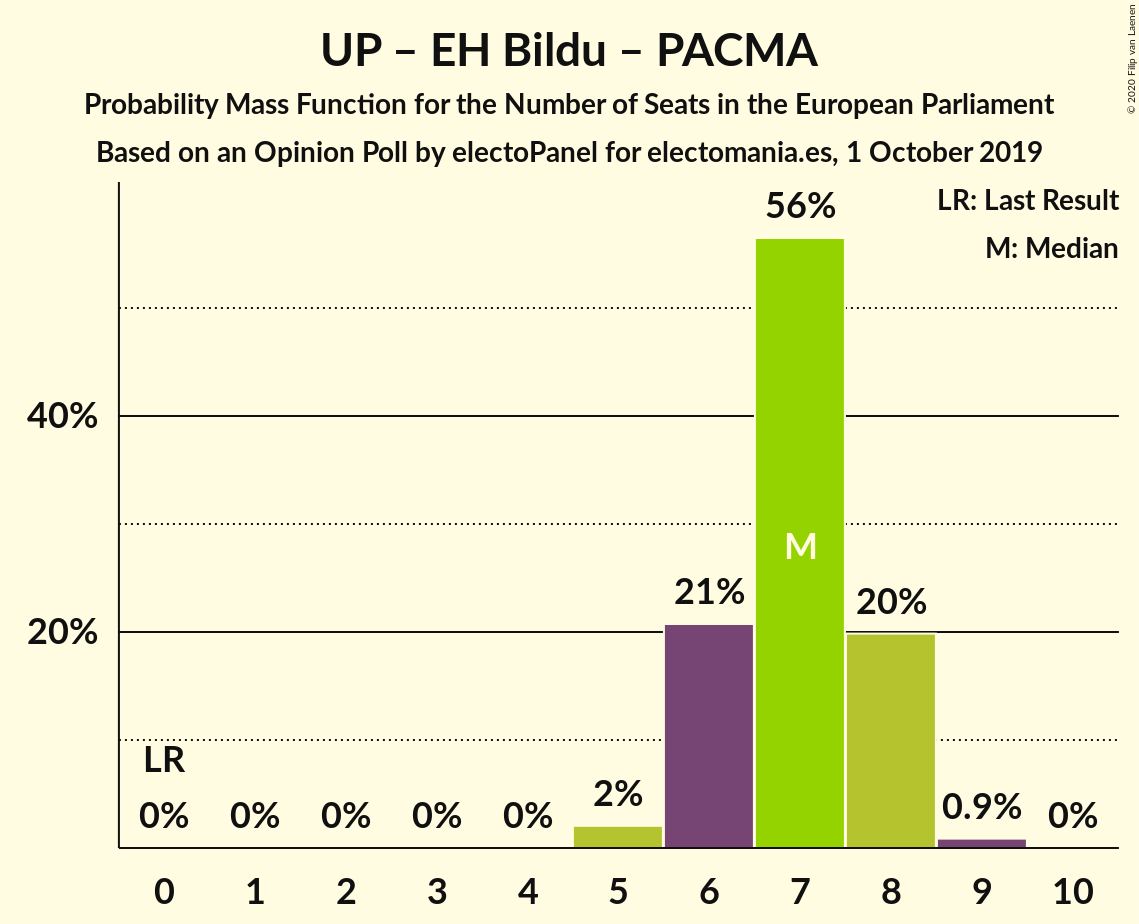 UP – EH Bildu – PACMA
Probability Mass Function for the Number of Seats in the European Parliament
Based on an Opinion Poll by electoPanel for electomania.es, 1 October 2019
© 2020 Filip van Laenen
LR: Last Result
M: Median
56%
40%
M
21%
20%
20%
LR
0%
0%
0%
0%
0%
2%
0.9%
0%
0 1 2 3 4 5 6 7 8 9 10